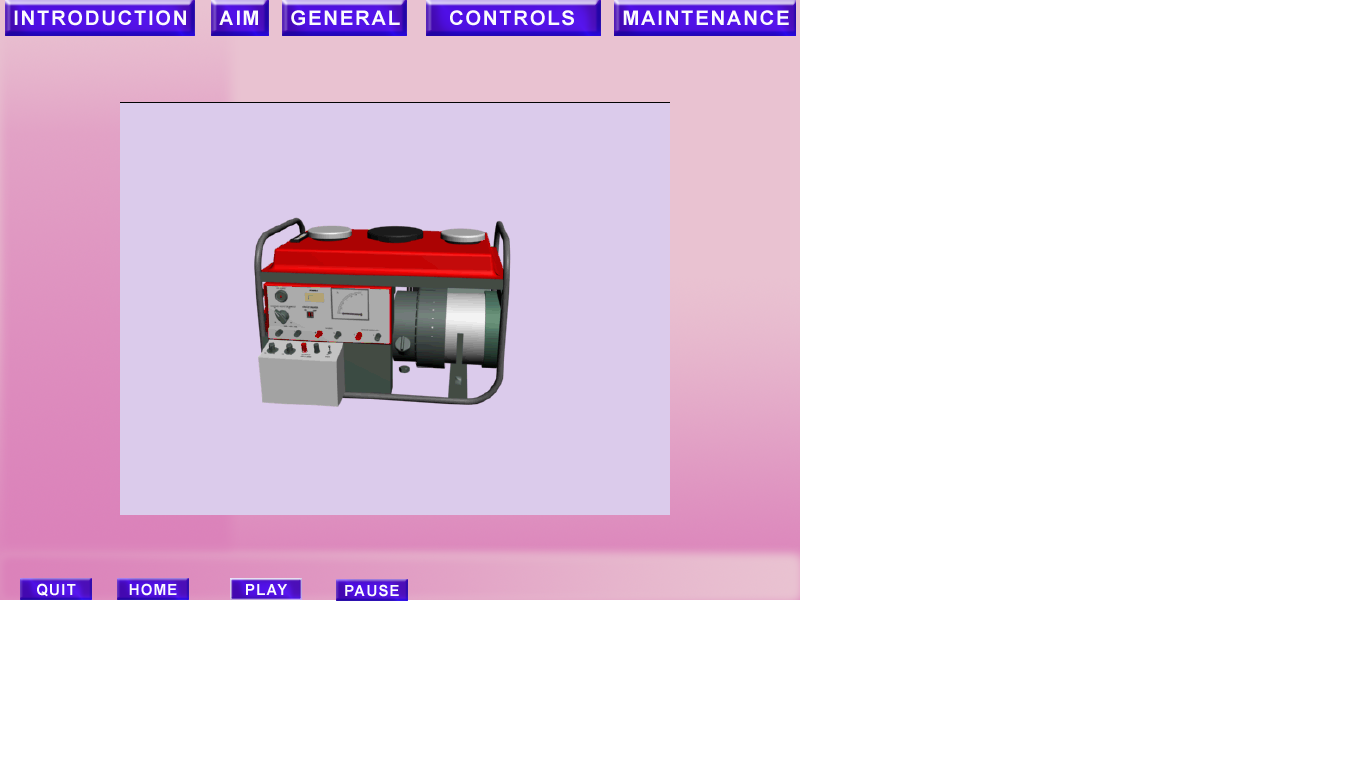 INTRODUCTION
AIM
GENERAL
CONTROLS
MAINTENANCE
QUIT
HOME
PLAY
PAUSE